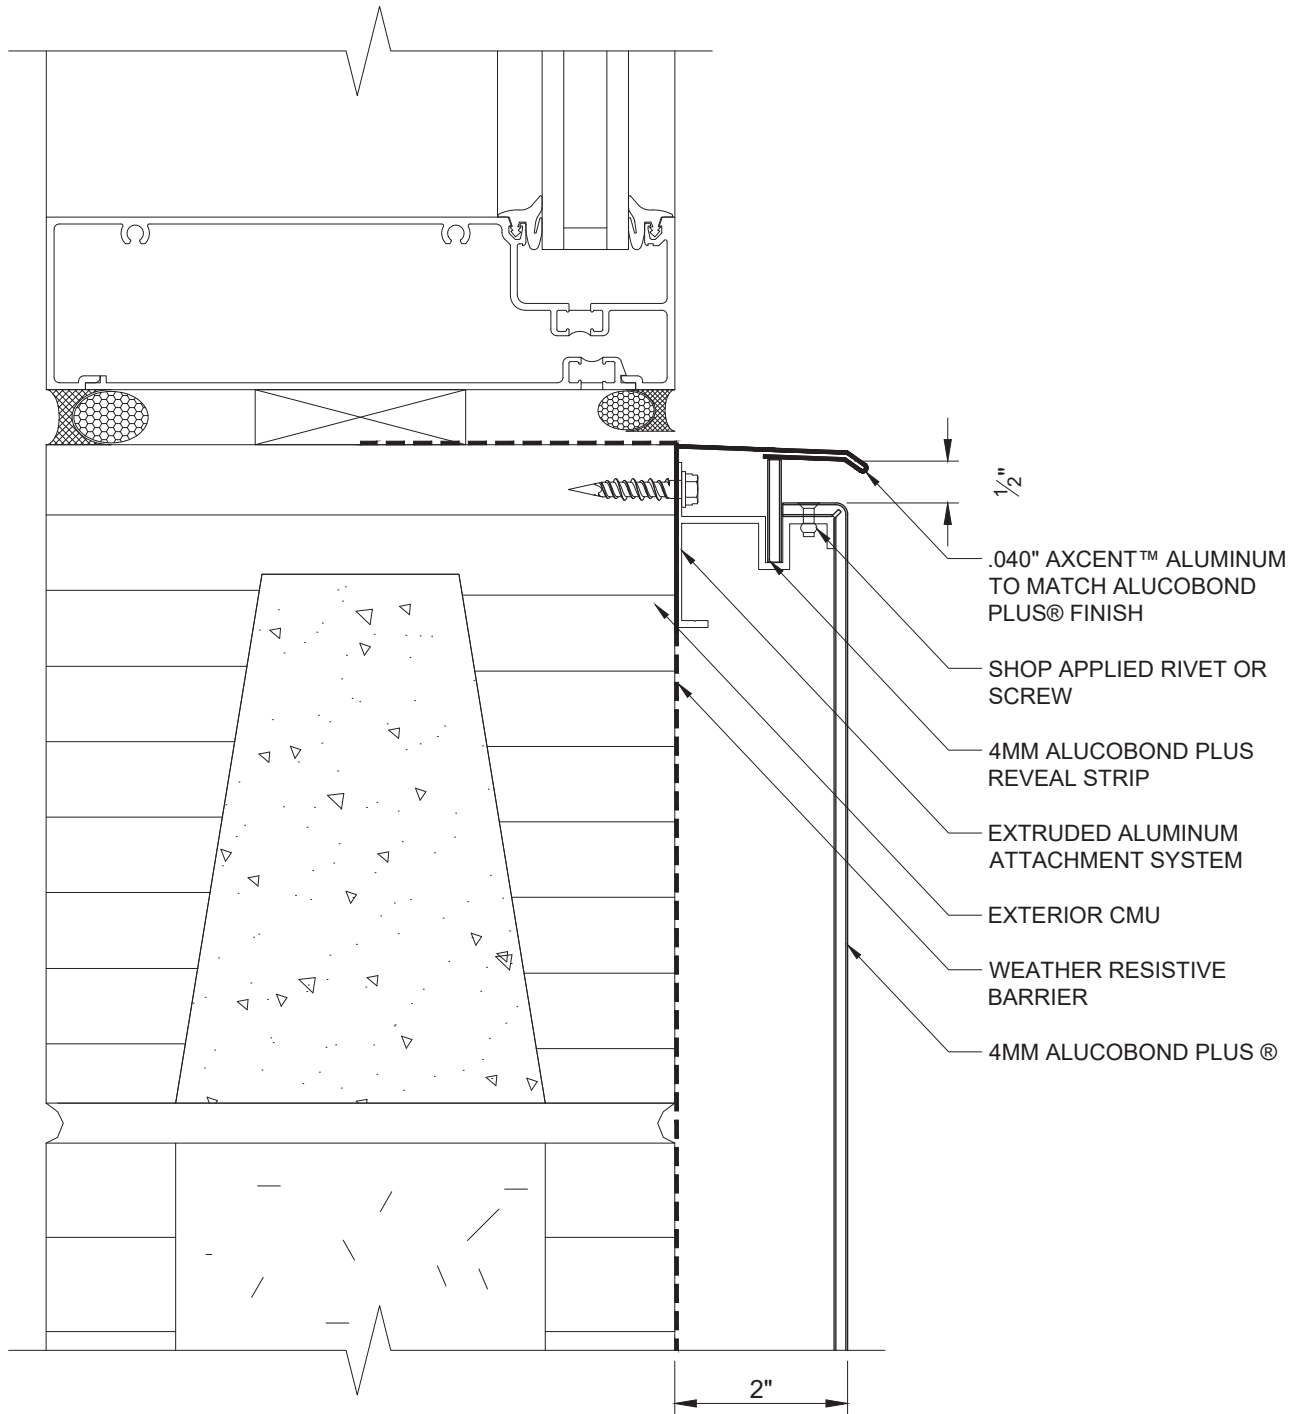 ½"
.040" AXCENT™ ALUMINUM
TO MATCH ALUCOBOND
PLUS® FINISH
SHOP APPLIED RIVET OR
SCREW
4MM ALUCOBOND PLUS
REVEAL STRIP
EXTRUDED ALUMINUM
ATTACHMENT SYSTEM
EXTERIOR CMU
WEATHER RESISTIVE
BARRIER
4MM ALUCOBOND PLUS ®
2"